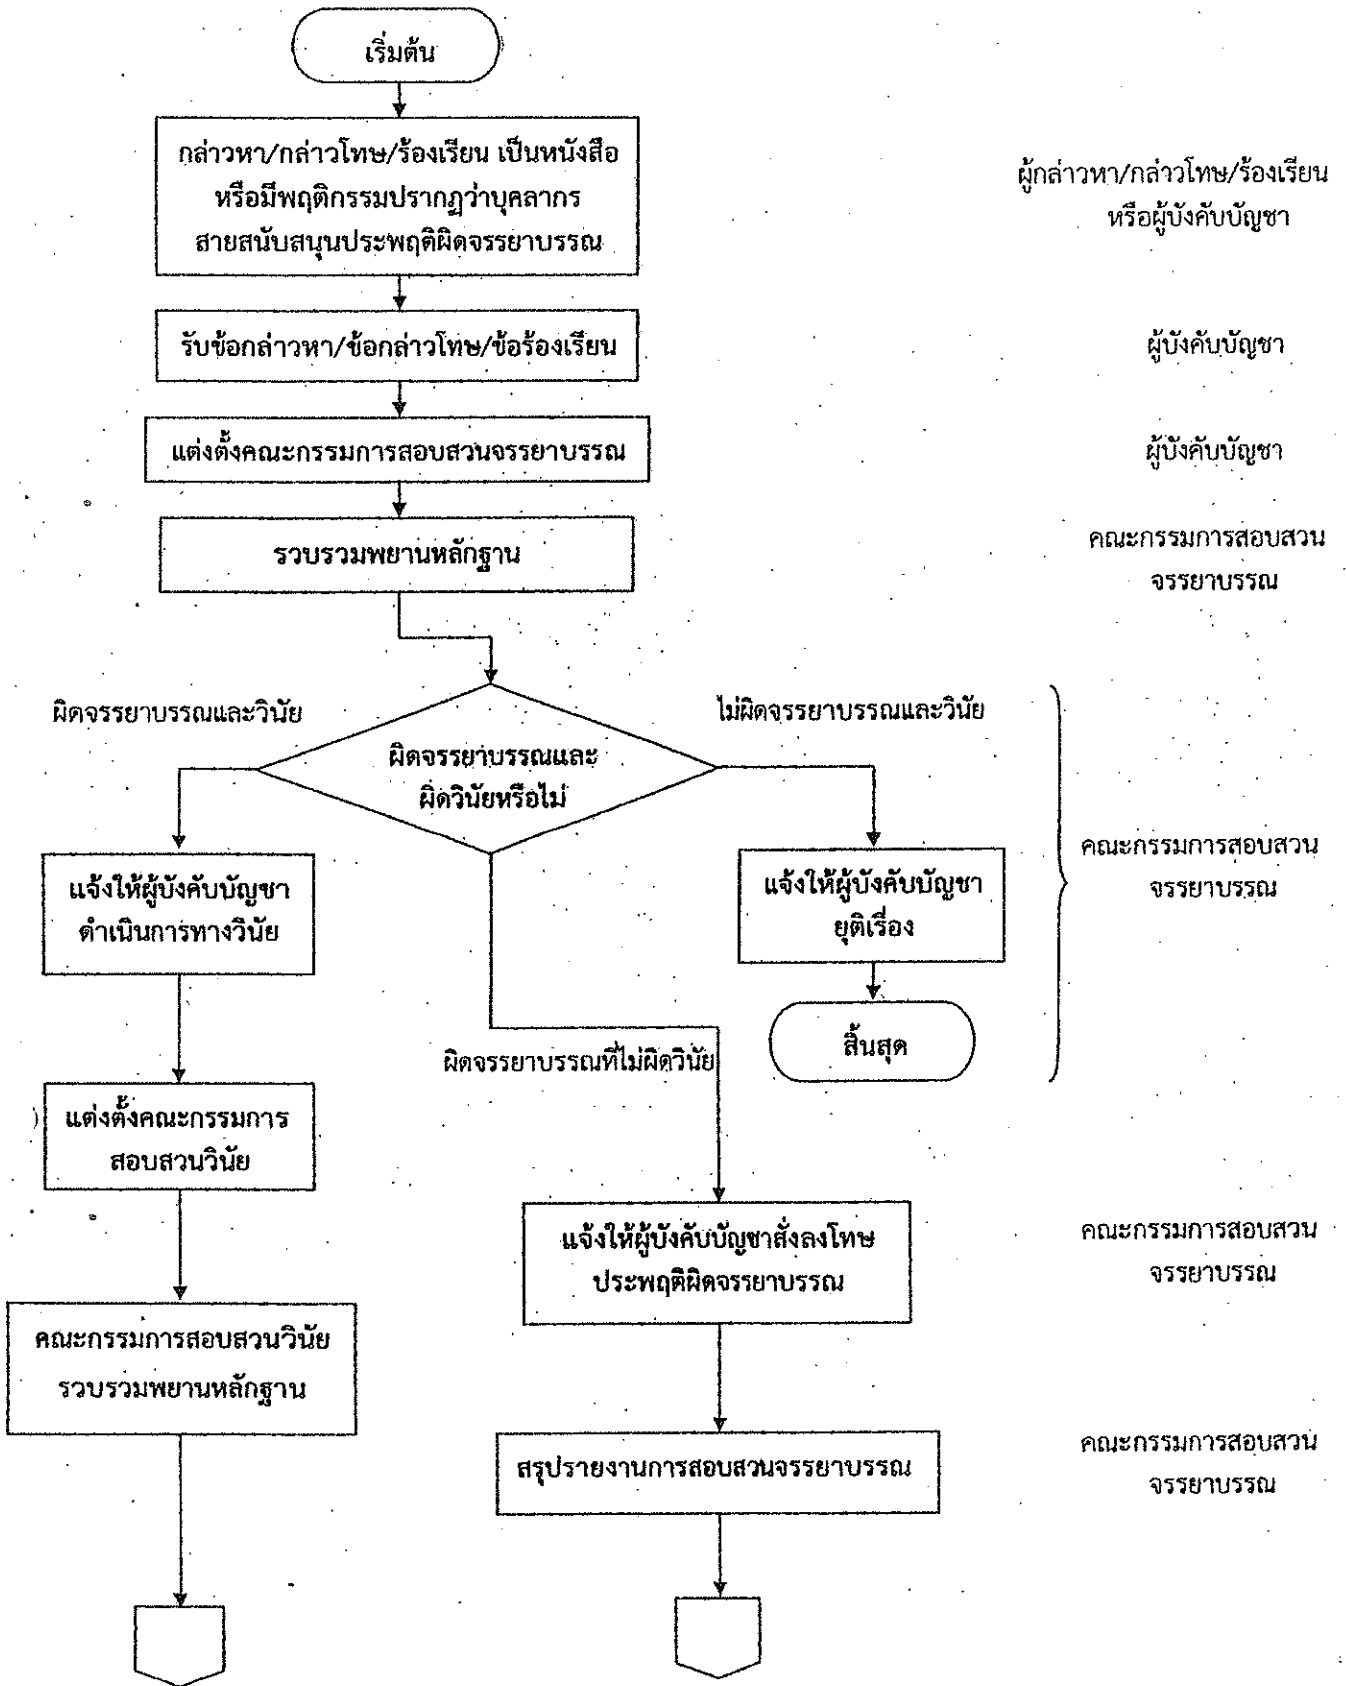 เริ่มต้น
กล่าวหา/กล่าวโทษ/ร้องเรียน เป็นหนังสือ
หรือมีพฤติกรรมปรากฏว่าบุคลากร
สายสนับสนุนประพฤติผิดจรรยาบรรณ
ผู้กล่าวหา/กล่าวโทษ/ร้องเรียน
หรือผู้บังคับบัญชา
รับข้อกล่าวหา/ข้อกล่าวโทษ/ข้อร้องเรียน
ผู้บังคับบัญชา
แต่งตั้งคณะกรรมการสอบสวนจรรยาบรรณ
ผู้บังคับบัญชา
รวบรวมพยานหลักฐาน
คณะกรรมการสอบสวน
จรรยาบรรณ
ผิดจรรยาบรรณและวินัย
ไม่ผิดจรรยาบรรณและวินัย
ผิดจรรยาบรรณและ
ผิดวินัยหรือไม่
แจ้งให้ผู้บังคับบัญชา
ดำเนินการทางวินัย
แจ้งให้ผู้บังคับบัญชา
ยุติเรื่อง
คณะกรรมการสอบสวน
จรรยาบรรณ
สิ้นสุด
ผิดจรรยาบรรณที่ไม่ผิดวินัย
แต่งตั้งคณะกรรมการ
สอบสวนวินัย
แจ้งให้ผู้บังคับบัญชาสั่งลงโทษ
ประพฤติผิดจรรยาบรรณ
คณะกรรมการสอบสวน
จรรยาบรรณ
คณะกรรมการสอบสวนวินัย
รวบรวมพยานหลักฐาน
สรุปรายงานการสอบสวนจรรยาบรรณ
คณะกรรมการสอบสวน
จรรยาบรรณ